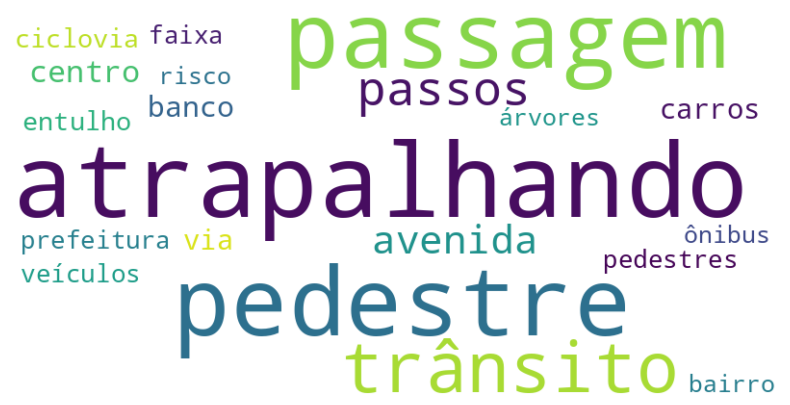 passagem
ciclovia faixa
centro risco passos
banco carros
entulho árvores
atrapalhando
prefeitura via avenida ônibus
veículos pedestres
pedestre
trânsito
bairro